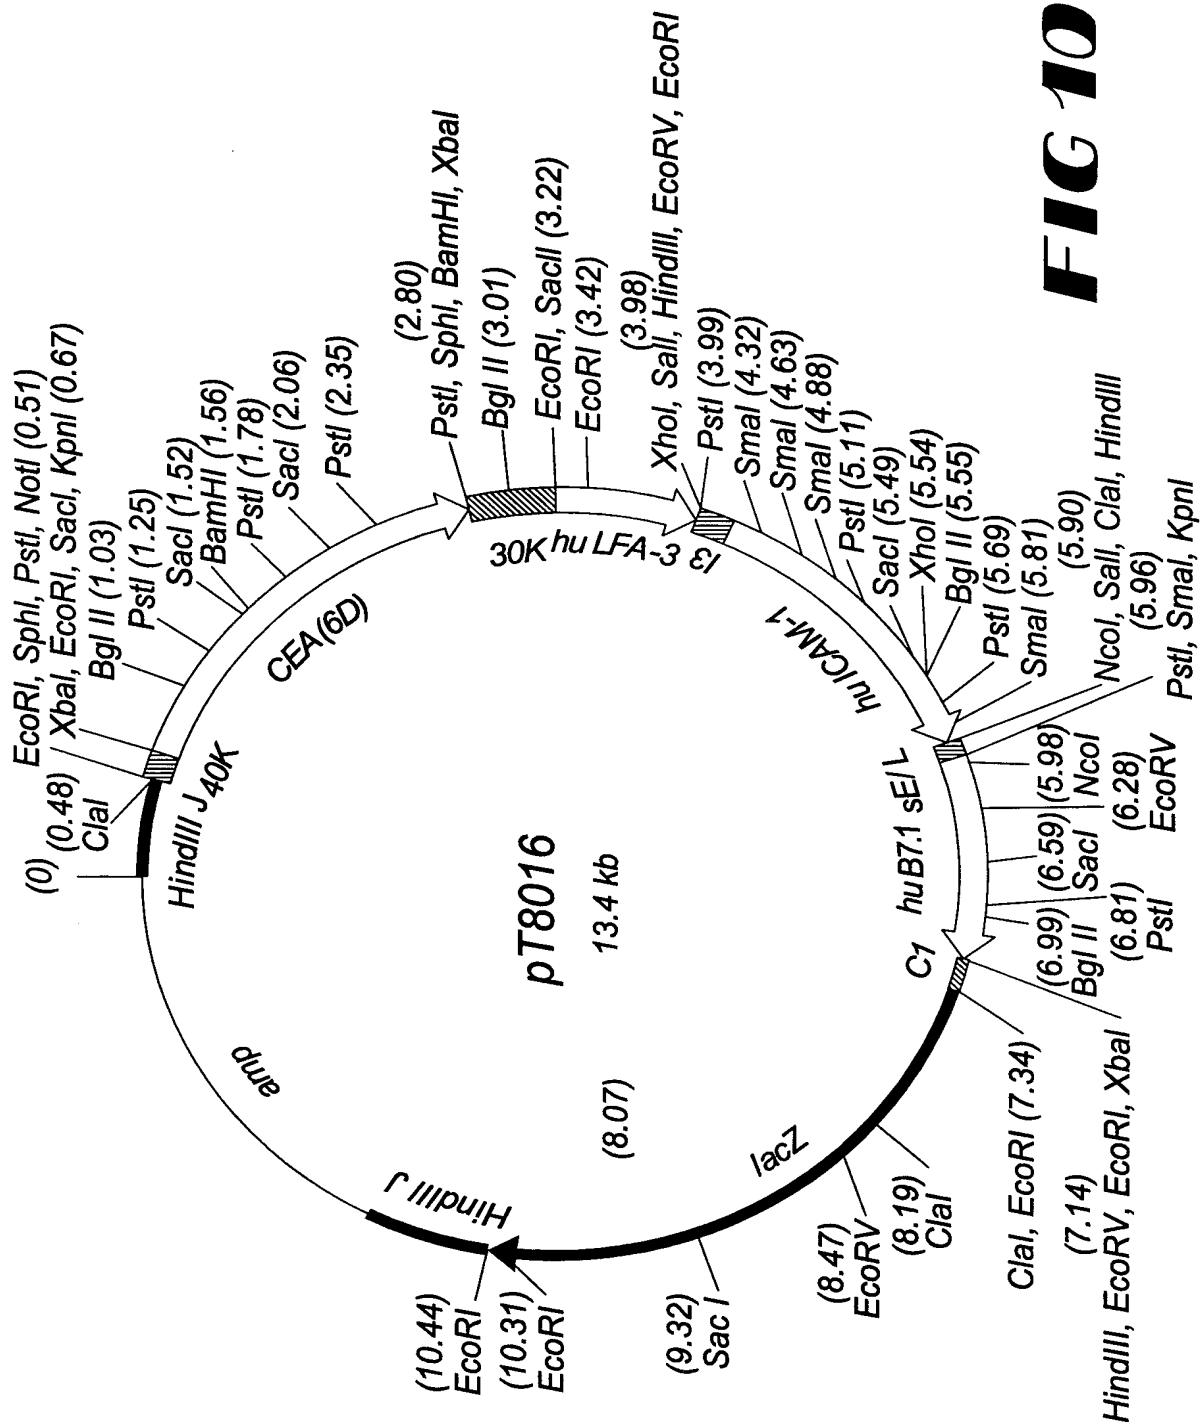 (0)
(0.48)
ClaI
EcoRI, SphI, PstI, NotI (0.51)
XbaI, EcoRI, SacI, KpnI (0.67)
Bgl II (1.03)
PstI (1.25)
SacI (1.52)
BamHI (1.56)
PstI (1.78)
SacI (2.06)
PstI (2.35)
(2.80)
PstI, SphI, BamHI, XbaI
Bgl II (3.01)
EcoRI, SacII (3.22)
EcoRI (3.42)
(3.98)
XhoI, SalI, HindIII, EcoRV, EcoRI
PstI (3.99)
SmaI (4.32)
SmaI (4.63)
SmaI (4.88)
PstI (5.11)
SacI (5.49)
XhoI (5.54)
Bgl II (5.55)
PstI (5.69)
SmaI (5.81)
(5.90)
NcoI, SalI, ClaI, HindIII
(5.96)
PstI, SmaI, KpnI
(5.98)
NcoI
(6.28)
EcoRV
(6.59)
SacI
(6.81)
PstI
(6.99)
Bgl II
(7.14)
HindIII, EcoRV, EcoRI, XbaI
ClaI, EcoRI (7.34)
(8.19)
ClaI
(8.47)
EcoRV
(9.32)
Sac I
(10.31)
EcoRI
(10.44)
EcoRI
HindIII J
40K
CEA(6D)
30K
hu LFA-3
I3
hu ICAM-1
sE/L
huB7.1
C1
lacZ
HindIII J
amp
pT8016
13.4 kb
(8.07)
FIG 10